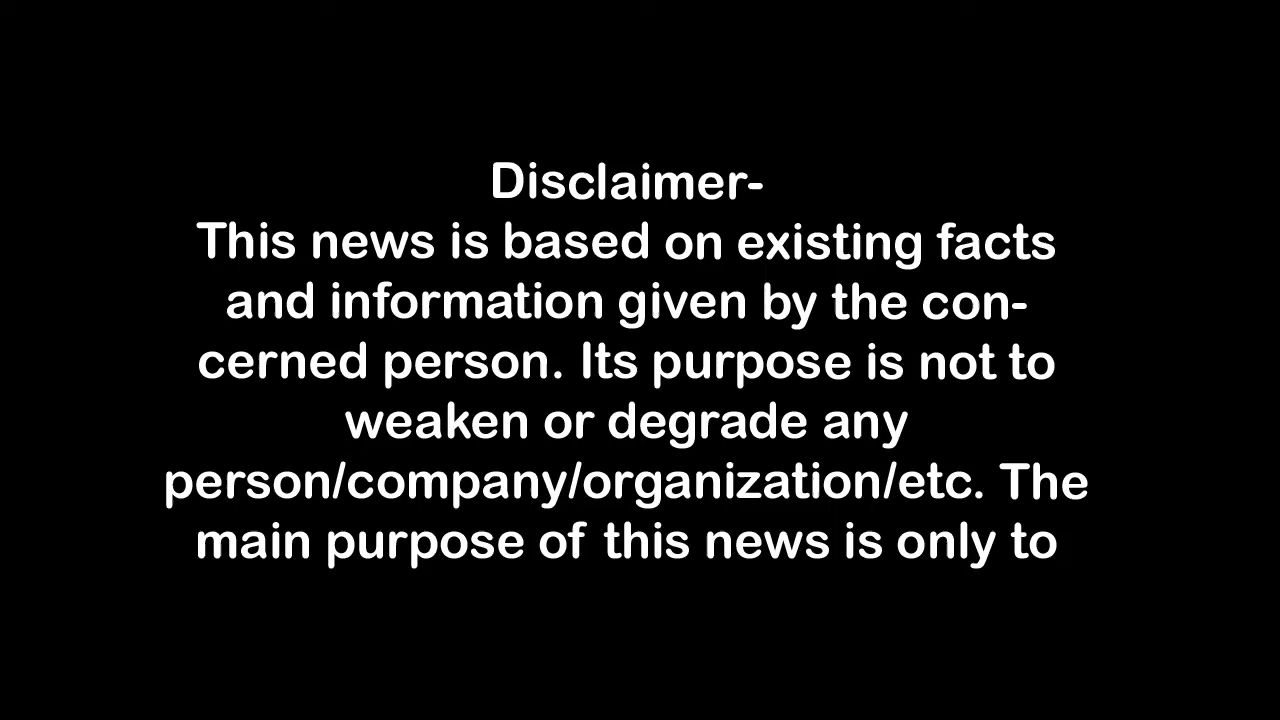 Disclaimer-
This news is based on existing facts
and information given by the con-
cerned person. Its purpose is not to
weaken or degrade any
person/company/organization/etc. The
main purpose of this news is only to